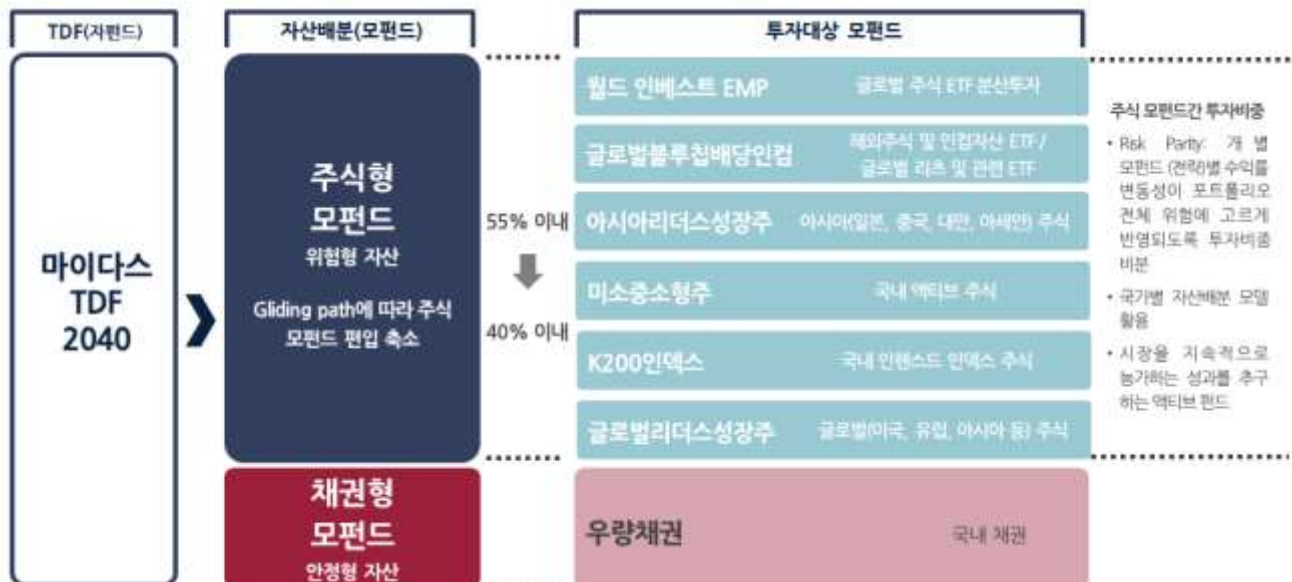 TDF(자펀드)
자산배분(모펀드)
투자대상 모펀드
마이다스
TDF
2040
주식형
모펀드
위험형 자산
Gliding path에 따라 주식
모펀드 편입 축소
55% 이내
40% 이내
월드 인베스트 EMP
글로벌 주식 ETF 분산투자
글로벌블루칩배당인컴
해외주식 및 인컴자산 ETF /
글로벌 리츠 및 관련 ETF
아시아리더스성장주
아시아(일본, 중국, 대만, 아세안) 주식
미소중소형주
국내 액티브 주식
K200인덱스
국내 인핸스드 인덱스 주식
글로벌리더스성장주
글로벌(미국, 유럽, 아시아 등) 주식
주식 모펀드간 투자비중
• Risk Parity: 개별
모펀드 (전략)별 수익률
변동성이 포트폴리오
전체 위험에 고르게
반영되도록 투자비중
배분
• 국가별 자산배분 모델
활용
• 시장을 지속적으로
능가하는 성과를 추구
하는 액티브 펀드
채권형
모펀드
안정형 자산
우량채권
국내 채권